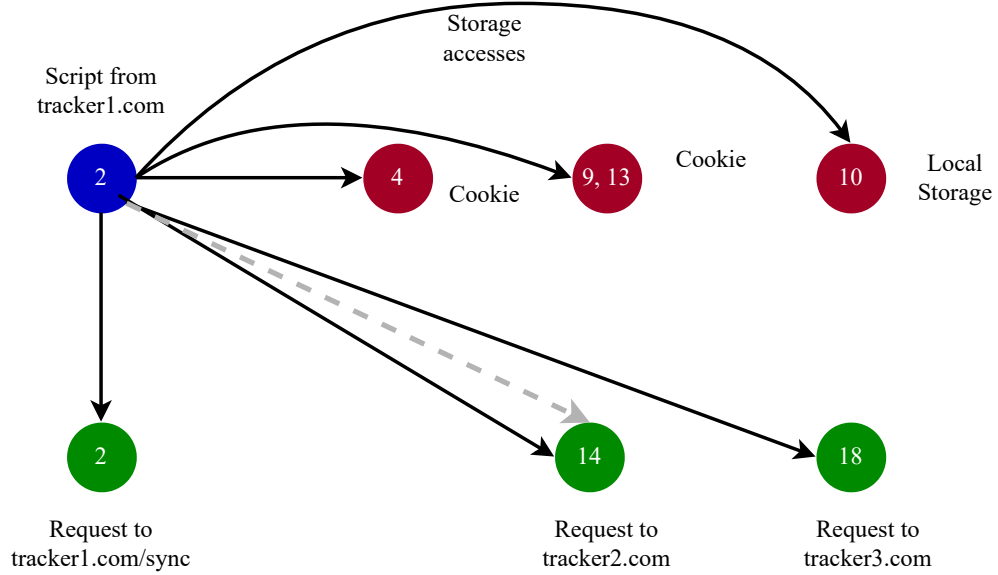 Storage
accesses
Script from
tracker1.com
2
4
Cookie
9, 13
Cookie
10
Local
Storage
2
14
18
Request to
tracker1.com/sync
Request to
tracker2.com
Request to
tracker3.com